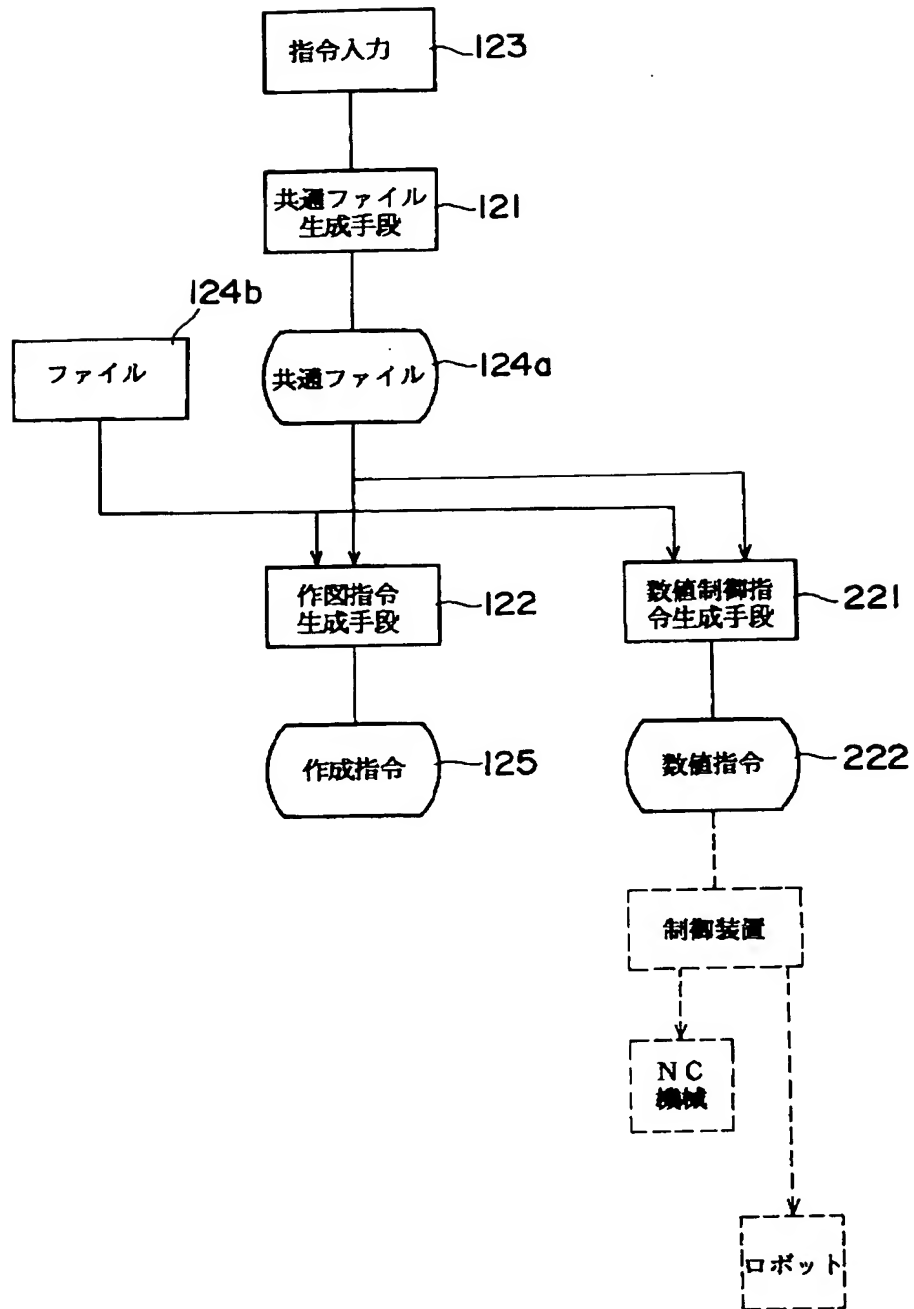 指令入力
123
共通ファイル
生成手段
121
124b
ファイル
共通ファイル
124a
作図指令
生成手段
122
数値制御指
令生成手段
221
作成指令
125
数値指令
222
制御装置
NC
機械
ロボット